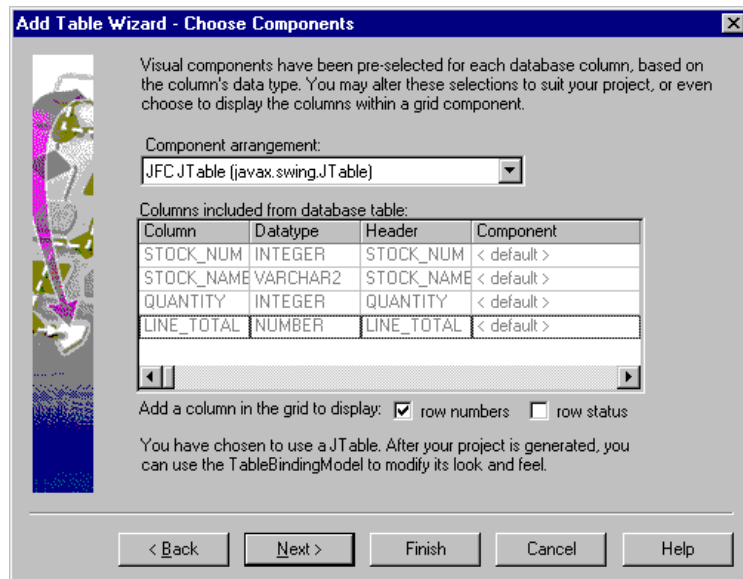 Add Table Wizard - Choose Components
Visual components have been pre-selected for each database column, based on
the column's data type. You may alter these selections to suit your project, or even
choose to display the columns within a grid component.
Component arrangement:
JFC JTable (javax.swing.JTable)
Columns included from database table:
Column Datatype Header Component
STOCK_NUM INTEGER STOCK_NUM < default >
STOCK_NAME VARCHAR2 STOCK_NAME < default >
QUANTITY INTEGER QUANTITY < default >
LINE_TOTAL NUMBER LINE_TOTAL < default >
Add a column in the grid to display: row numbers row status
You have chosen to use a JTable. After your project is generated, you
can use the TableBindingModel to modify its look and feel.
< Back Next > Finish Cancel Help